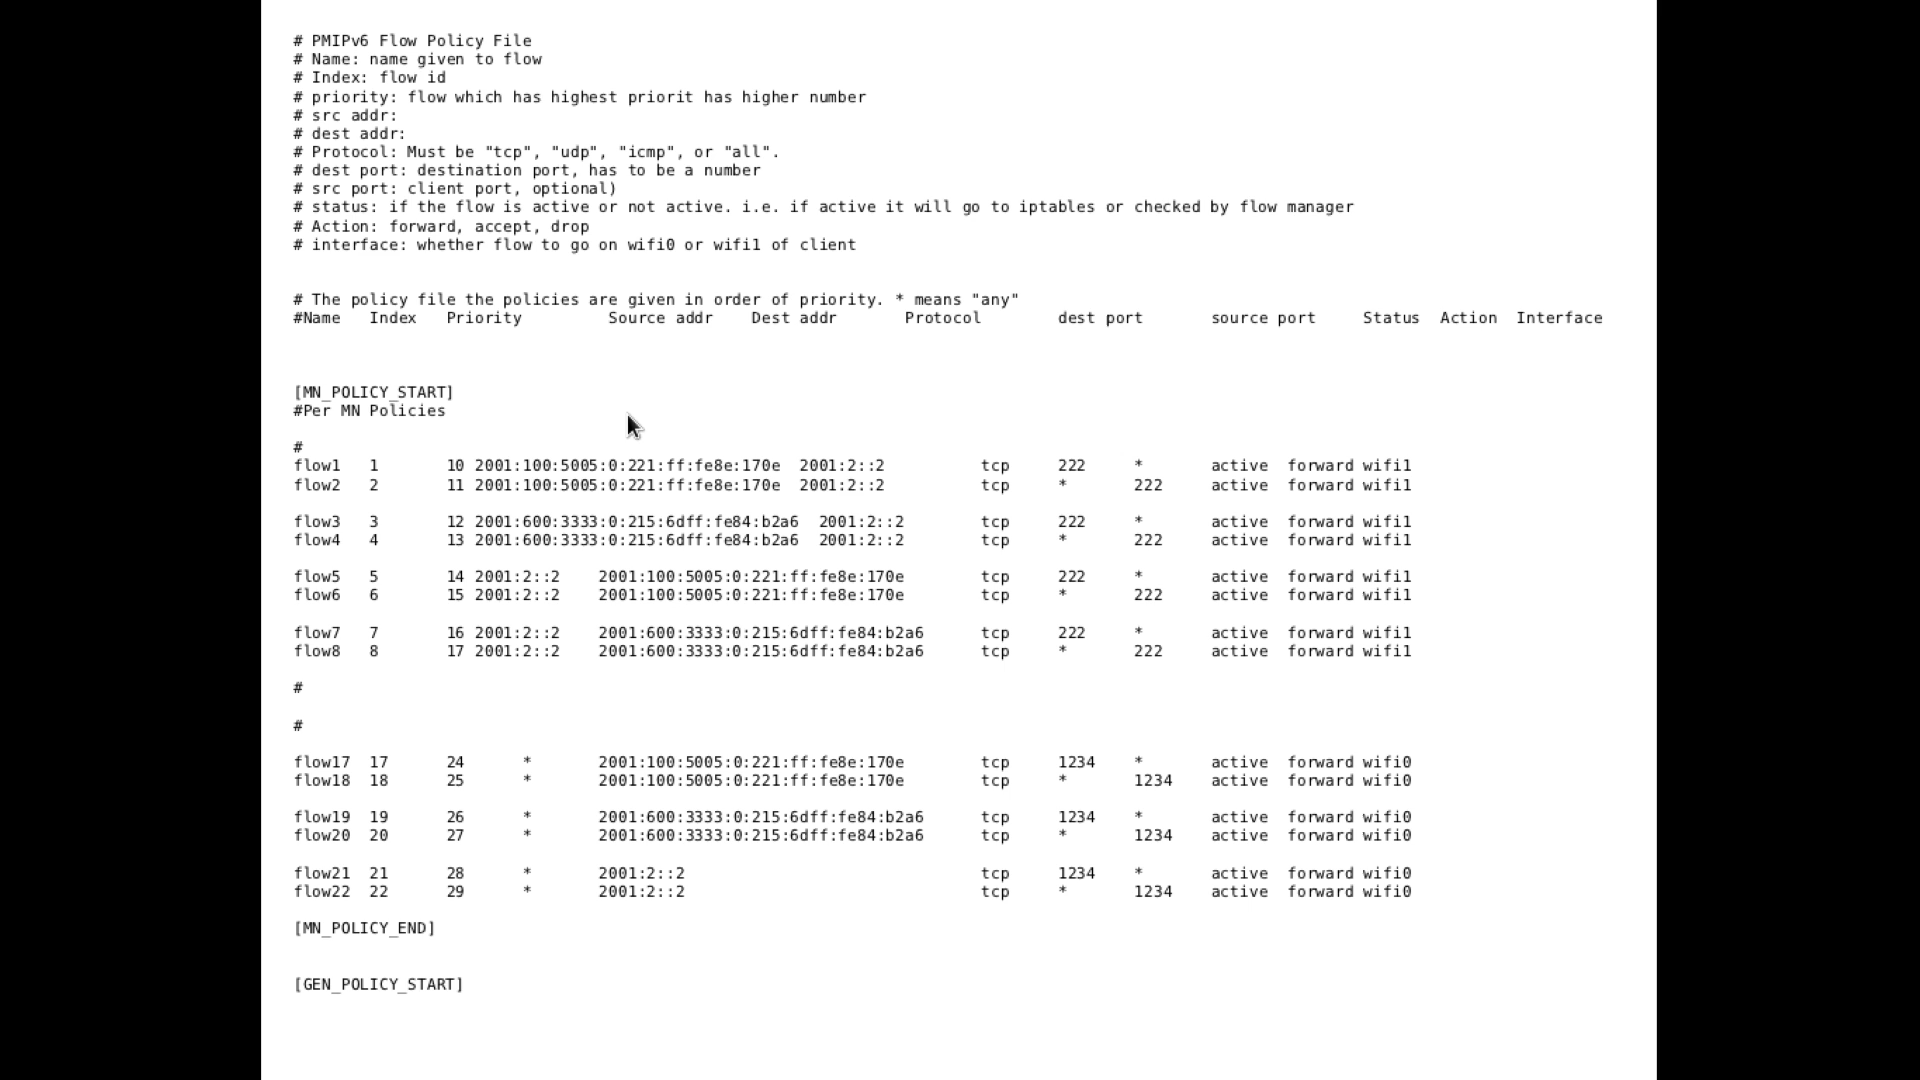 # PMIPv6 Flow Policy File
# Name: name given to flow
# Index: flow id
# priority: flow which has highest priorit has higher number
# src addr:
# dest addr:
# Protocol: Must be "tcp", "udp", "icmp", or "all".
# dest port: destination port, has to be a number
# src port: client port, optional)
# status: if the flow is active or not active. i.e. if active it will go to iptables or checked by flow manager
# Action: forward, accept, drop
# interface: whether flow to go on wifi0 or wifi1 of client
# The policy file the policies are given in order of priority. * means "any"
#Name Index Priority Source addr Dest addr Protocol dest port source port Status Action Interface
[MN_POLICY_START]
#Per MN Policies
#
flow1 1 10 2001:100:5005:0:221:ff:fe8e:170e 2001:2::2 tcp 222 * active forward wifi1
flow2 2 11 2001:100:5005:0:221:ff:fe8e:170e 2001:2::2 tcp * 222 active forward wifi1
flow3 3 12 2001:600:3333:0:215:6dff:fe84:b2a6 2001:2::2 tcp 222 * active forward wifi1
flow4 4 13 2001:600:3333:0:215:6dff:fe84:b2a6 2001:2::2 tcp * 222 active forward wifi1
flow5 5 14 2001:2::2 2001:100:5005:0:221:ff:fe8e:170e tcp 222 * active forward wifi1
flow6 6 15 2001:2::2 2001:100:5005:0:221:ff:fe8e:170e tcp * 222 active forward wifi1
flow7 7 16 2001:2::2 2001:600:3333:0:215:6dff:fe84:b2a6 tcp 222 * active forward wifi1
flow8 8 17 2001:2::2 2001:600:3333:0:215:6dff:fe84:b2a6 tcp * 222 active forward wifi1
#
#
flow17 17 24 * 2001:100:5005:0:221:ff:fe8e:170e tcp 1234 * active forward wifi0
flow18 18 25 * 2001:100:5005:0:221:ff:fe8e:170e tcp * 1234 active forward wifi0
flow19 19 26 * 2001:600:3333:0:215:6dff:fe84:b2a6 tcp 1234 * active forward wifi0
flow20 20 27 * 2001:600:3333:0:215:6dff:fe84:b2a6 tcp * 1234 active forward wifi0
flow21 21 28 * 2001:2::2 tcp 1234 * active forward wifi0
flow22 22 29 * 2001:2::2 tcp * 1234 active forward wifi0
[MN_POLICY_END]
[GEN_POLICY_START]